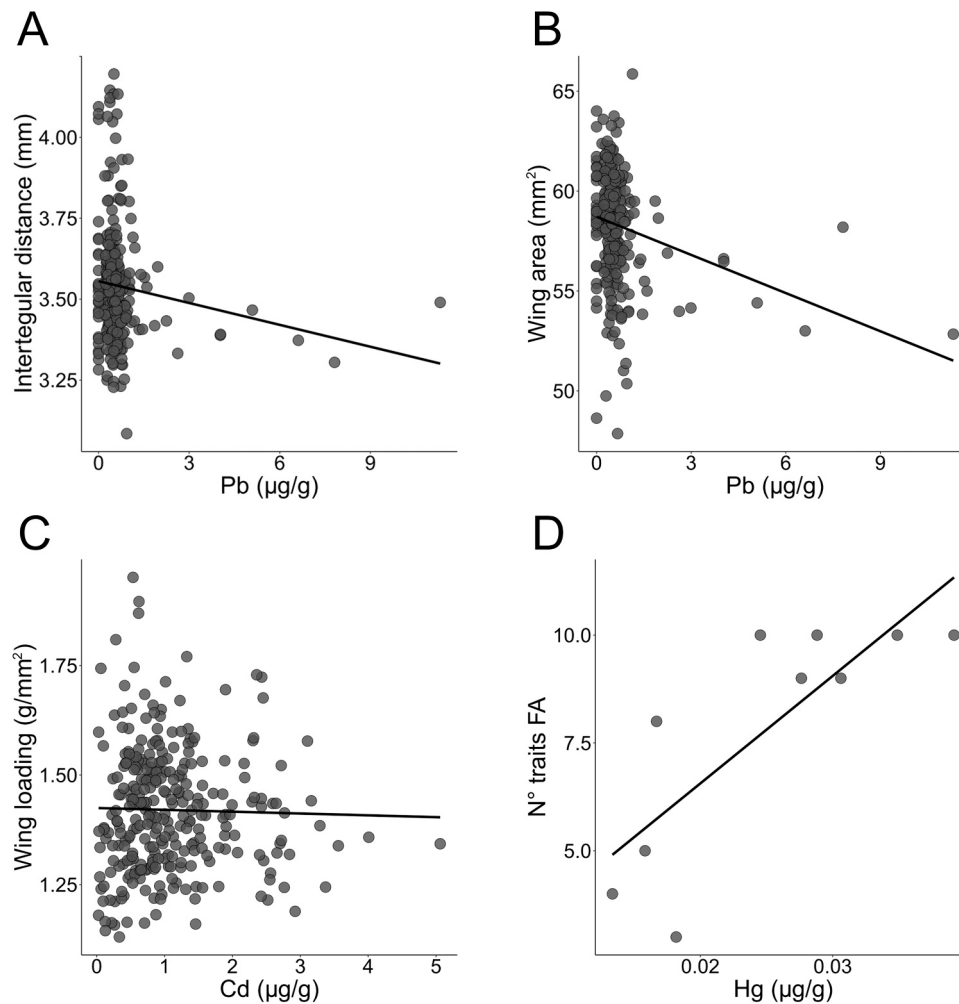 A
B
Intertegular distance (mm)
4.00
3.75
3.50
3.25
0 3 6 9
Pb (µg/g)
Wing area (mm²)
65
60
55
50
0 3 6 9
Pb (µg/g)
C
D
Wing loading (g/mm²)
1.75
1.50
1.25
0 1 2 3 4 5
Cd (µg/g)
N° traits FA
10.0
7.5
5.0
0.02 0.03
Hg (µg/g)